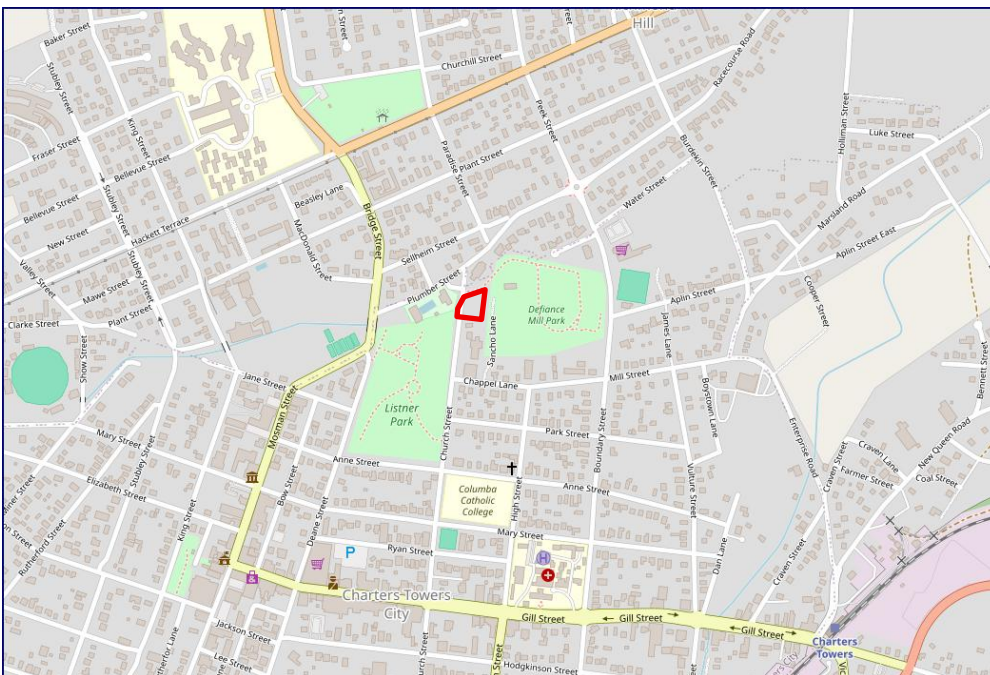 Hill
Baker Street
Stubley Street
Churchill Street
Racecourse Road
King Street
Peek Street
Burdekin Street
Holliman Street
Luke Street
Fraser Street
Bellevue Street
Paradise Street
Plant Street
Bellevue Street
Stubley Street
Beasley Lane
Water Street
Marsland Road
New Street
Hackett Terrace
MacDonald Street
Bridge Street
Sellheim Street
Aplin Street East
Valley Street
Stubley Street
Mawe Street
Plumber Street
Aplin Street
Cooper Street
Plant Street
Defiance
Mill Park
Clarke Street
Sancho Lane
James Lane
Show Street
Jane Street
Chappel Lane
Mill Street
Boystown Lane
Bennett Street
Mosman Street
Listner
Park
Church Street
Park Street
Boundary Street
Enterprise Road
New Queen Road
Mary Street
Stubley Street
Anne Street
High Street
Anne Street
Vulture Street
Craven Street
Craven Lane
Farmer Street
Coal Street
Elizabeth Street
Bow Street
Columba
Catholic
College
Rutherford Street
King Street
Deane Street
Mary Street
P
Ryan Street
H
Dan Lane
Craven Street
Charters Towers
City
Gill Street
Gill Street
Charters
Towers
Jackson Street
Lee Street
Hodgkinson Street